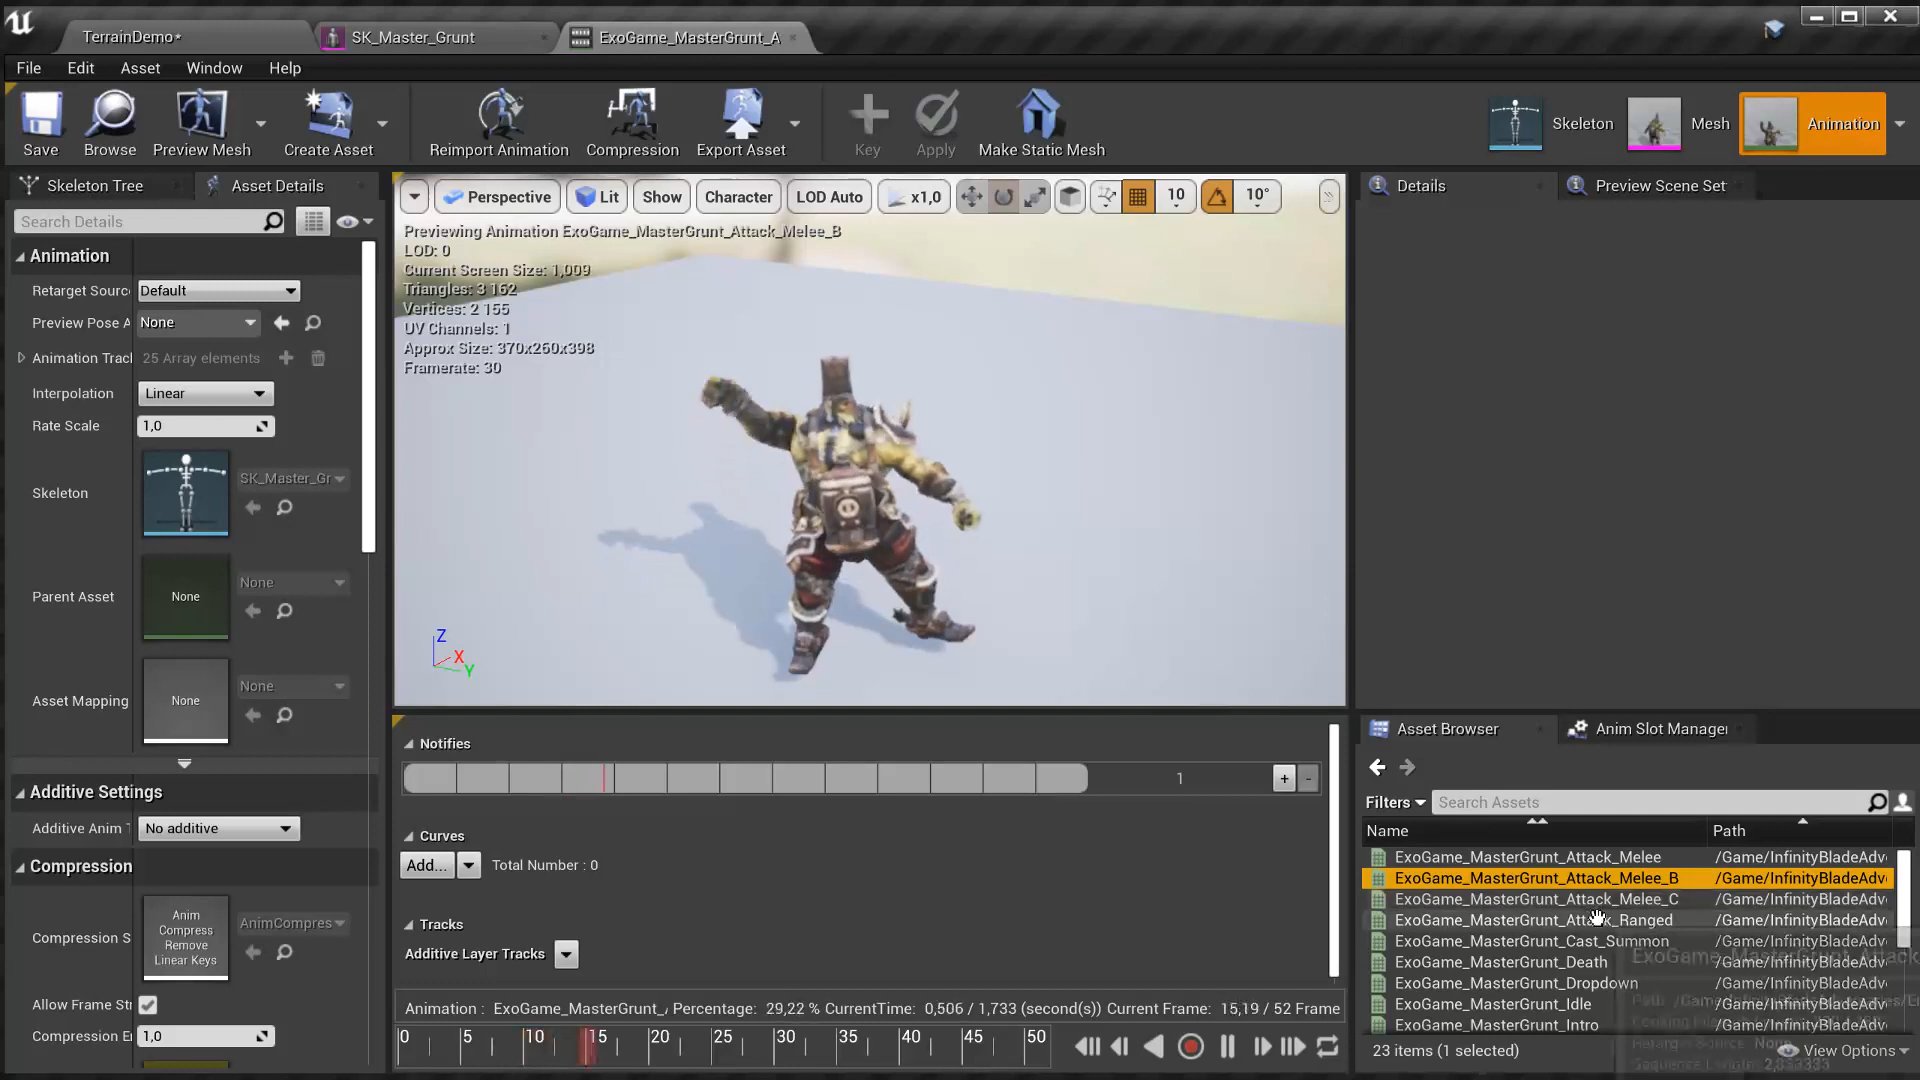 TerrainDemo*
SK_Master_Grunt
ExoGame_MasterGrunt_A
File Edit Asset Window Help
Save
Browse
Preview Mesh
Create Asset
Reimport Animation
Compression
Export Asset
Key
Apply
Make Static Mesh
Skeleton
Mesh
Animation
Skeleton Tree
Asset Details
Search Details
Animation
Retarget Sourc
Default
Preview Pose A
None
Animation Tracl
25 Array elements
Interpolation
Linear
Rate Scale
1,0
Skeleton
SK_Master_Gr
Parent Asset
None
None
Asset Mapping
None
None
Additive Settings
Additive Anim T
No additive
Compression
Compression S
Anim
Compress
Remove
Linear Keys
AnimCompres
Allow Frame Str
Compression E
1,0
Perspective
Lit
Show
Character
LOD Auto
x1,0
10
10°
Previewing Animation ExoGame_MasterGrunt_Attack_Melee_B
LOD: 0
Current Screen Size: 1,009
Triangles: 3 162
Vertices: 2 155
UV Channels: 1
Approx Size: 370x260x398
Framerate: 30
Z
X
Y
Notifies
1
+
-
Curves
Add...
Total Number : 0
Tracks
Additive Layer Tracks
Animation : ExoGame_MasterGrunt_/ Percentage: 29,22 % CurrentTime: 0,506 / 1,733 (second(s)) Current Frame: 15,19 / 52 Frame
0 5 10 15 20 25 30 35 40 45 50
Details
Preview Scene Set
Asset Browser
Anim Slot Manager
Filters
Search Assets
Name
Path
ExoGame_MasterGrunt_Attack_Melee /Game/InfinityBladeAdv
ExoGame_MasterGrunt_Attack_Melee_B /Game/InfinityBladeAdv
ExoGame_MasterGrunt_Attack_Melee_C /Game/InfinityBladeAdv
ExoGame_MasterGrunt_Attack_Ranged /Game/InfinityBladeAdv
ExoGame_MasterGrunt_Cast_Summon /Game/InfinityBladeAdv
ExoGame_MasterGrunt_Death /Game/InfinityBladeAdv
ExoGame_MasterGrunt_Dropdown /Game/InfinityBladeAdv
ExoGame_MasterGrunt_Idle /Game/InfinityBladeAdv
ExoGame_MasterGrunt_Intro /Game/InfinityBladeAdv
23 items (1 selected)
View Options